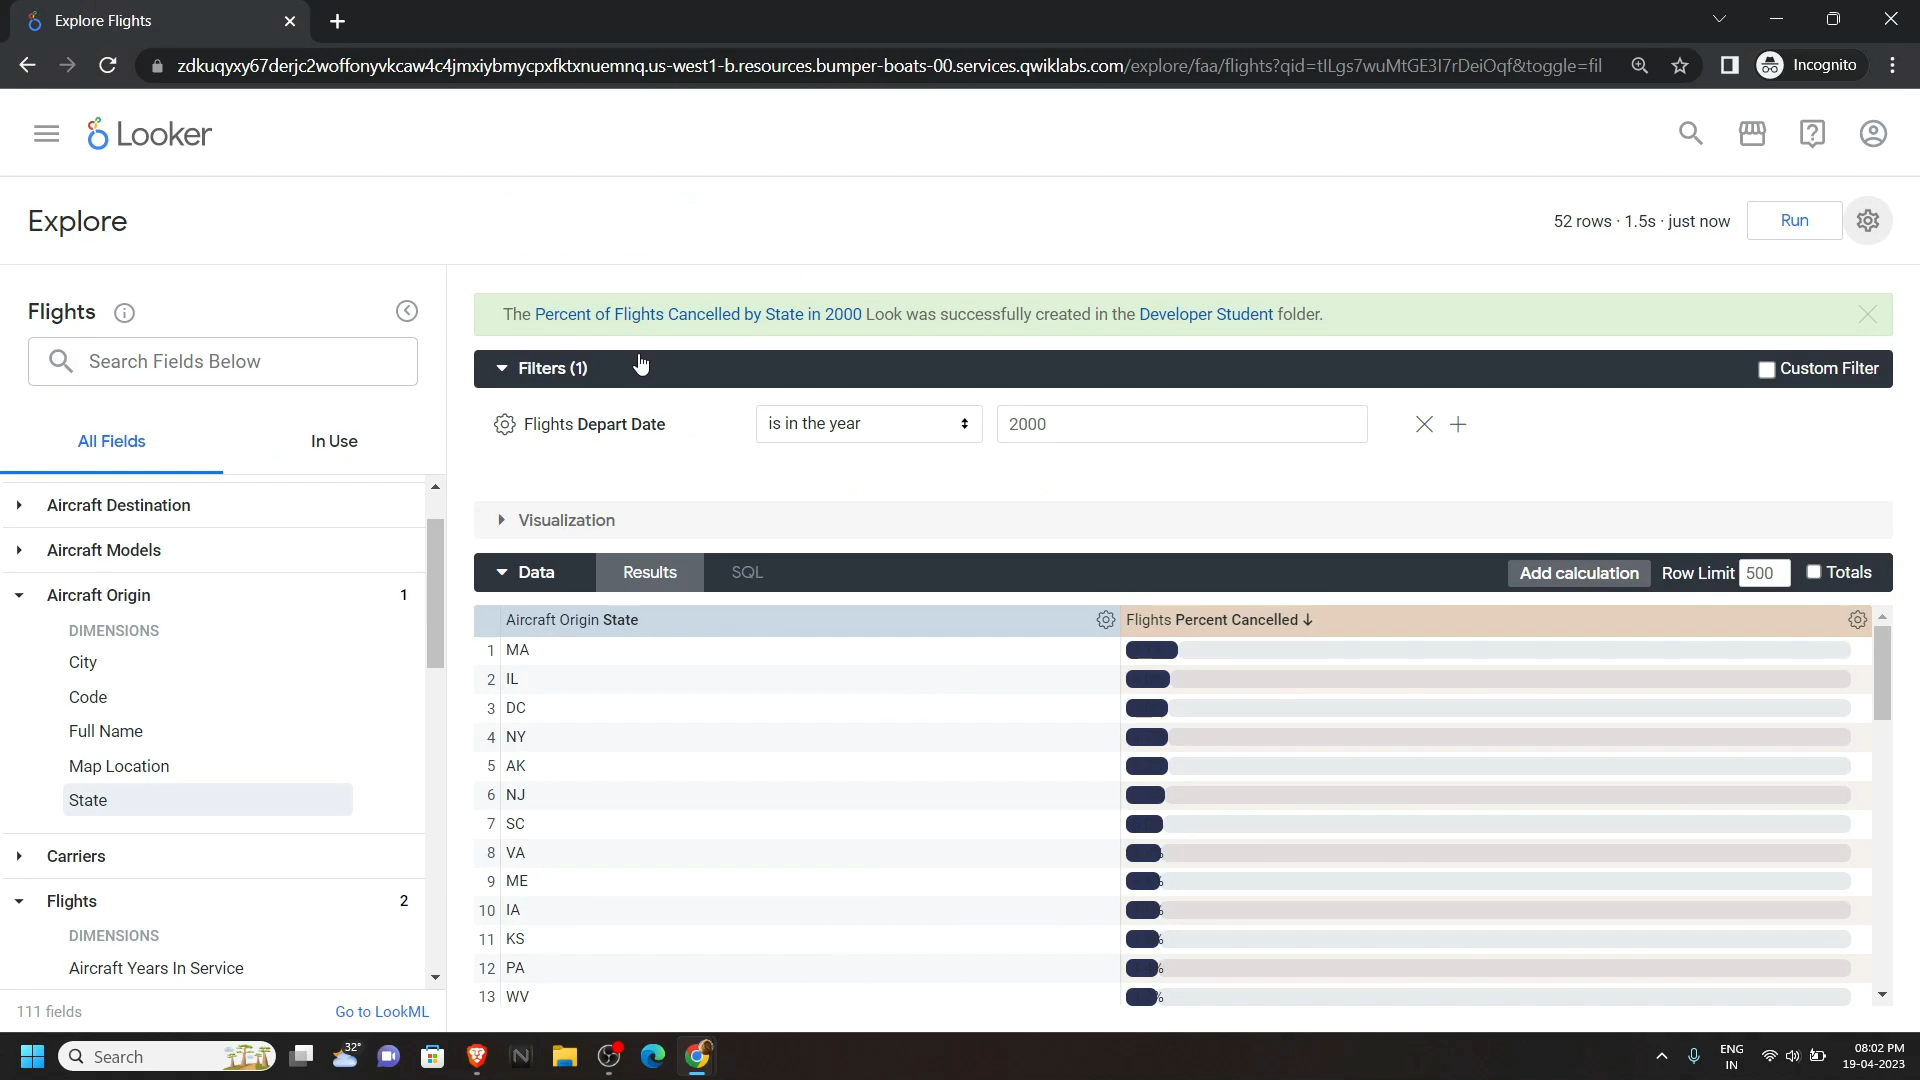 Explore Flights
zdkuqyxy67derjc2woffonyvkcaw4c4jmxiybmycpxfktxnuemnq.us-west1-b.resources.bumper-boats-00.services.qwiklabs.com/explore/faa/flights?qid=tlLgs7wuMtGE3I7rDeiOqf&toggle=fil
Incognito
Looker
Explore
52 rows · 1.5s · just now
Run
Flights
The Percent of Flights Cancelled by State in 2000 Look was successfully created in the Developer Student folder.
Search Fields Below
Filters (1)
Custom Filter
Flights Depart Date
is in the year
2000
All Fields
In Use
Aircraft Destination
Visualization
Aircraft Models
Data
Results
SQL
Add calculation
Row Limit 500
Totals
Aircraft Origin 1
Aircraft Origin State
Flights Percent Cancelled ↓
DIMENSIONS
City
Code
Full Name
Map Location
State
Carriers
Flights 2
DIMENSIONS
Aircraft Years In Service
1 MA
2 IL
3 DC
4 NY
5 AK
6 NJ
7 SC
8 VA
9 ME
10 IA
11 KS
12 PA
13 WV
111 fields
Go to LookML
Search
32°
ENG
IN
08:02 PM
19-04-2023